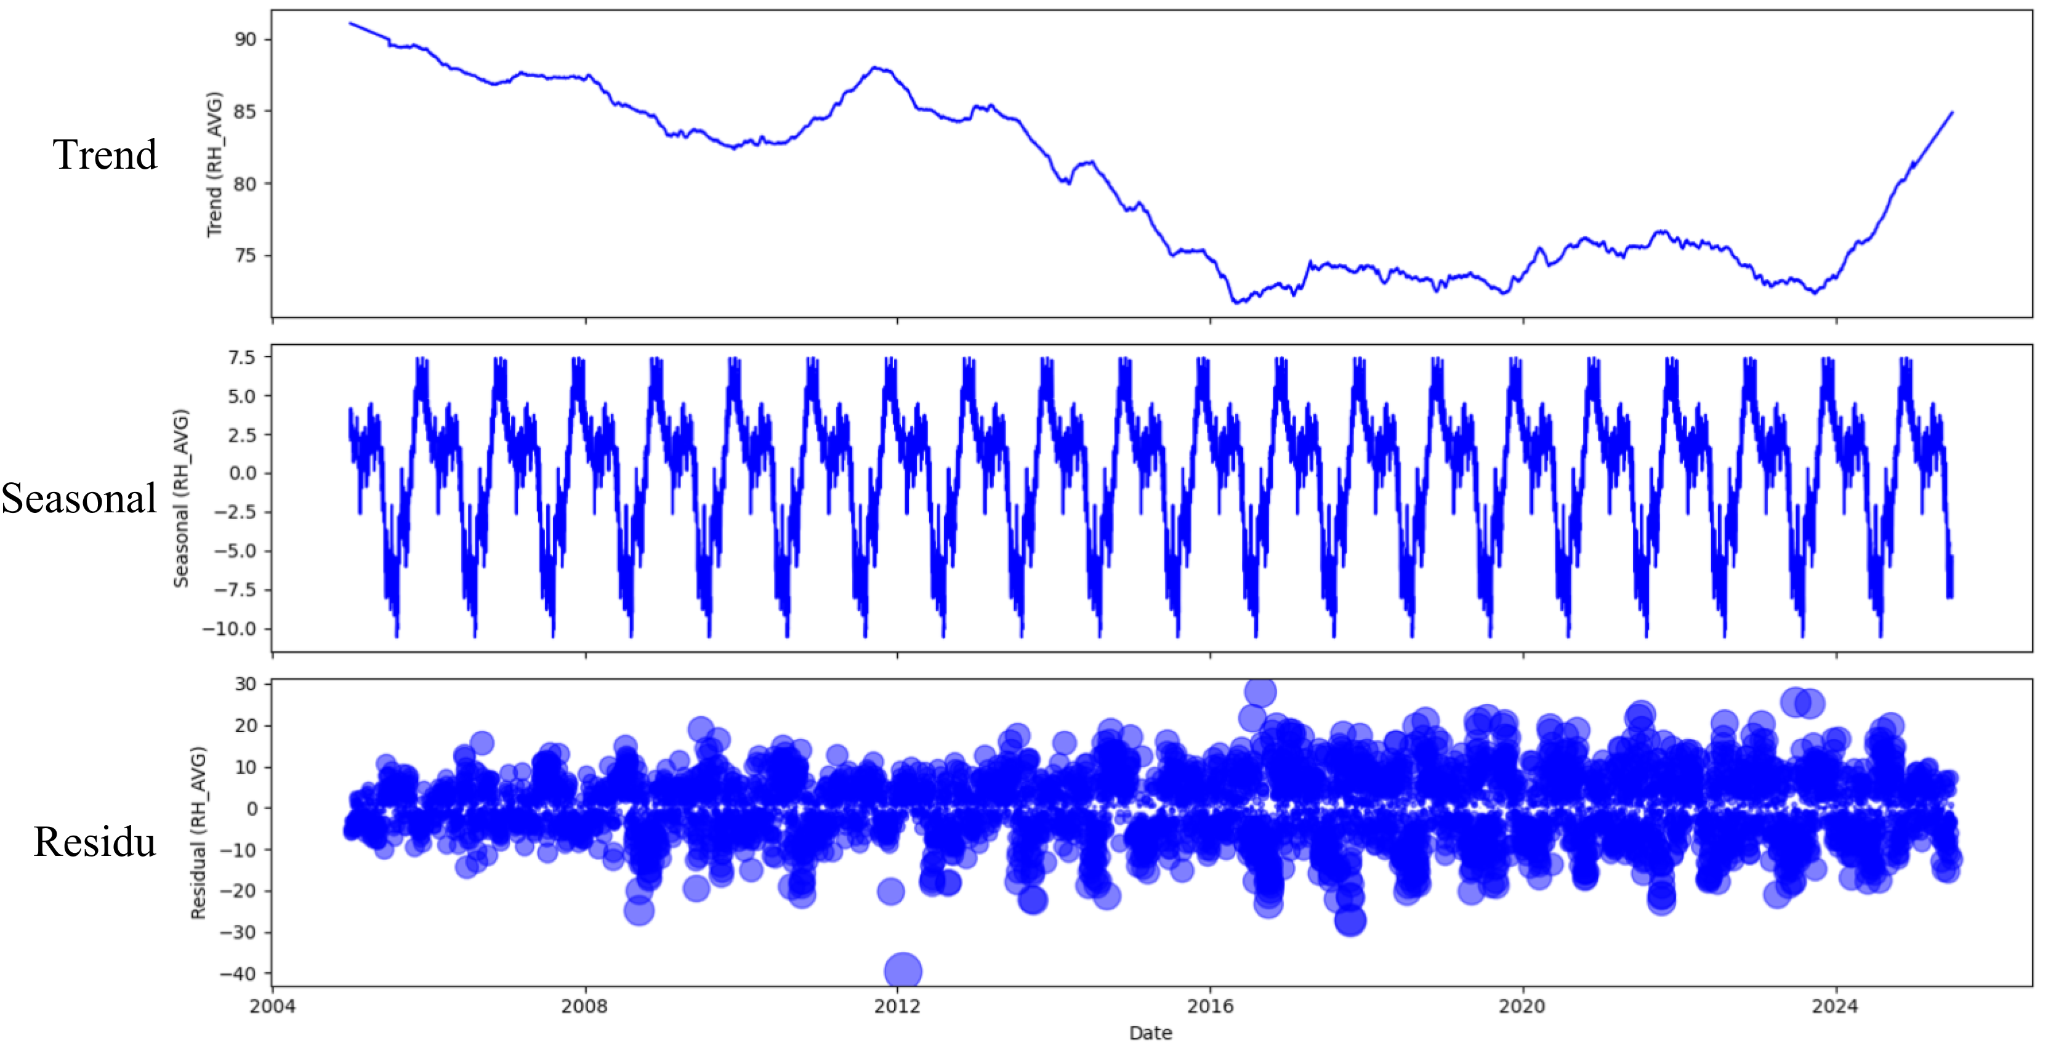 Trend
Trend (RH_AVG)
90
85
80
75
Seasonal
Seasonal (RH_AVG)
7.5
5.0
2.5
0.0
−2.5
−5.0
−7.5
−10.0
Residu
Residual (RH_AVG)
30
20
10
0
−10
−20
−30
−40
2004 2008 2012 2016 2020 2024
Date